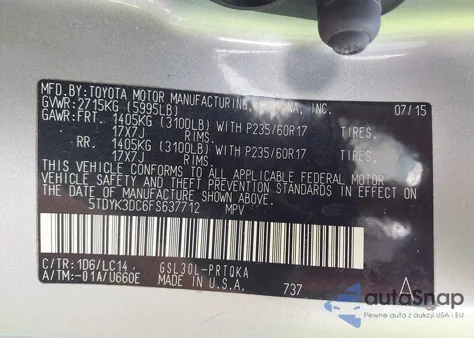 MFD.BY: TOYOTA MOTOR MANUFACTURING, INC. 07/15
GVWR: 2715KG (5995LB)
GAWR: FRT. 1405KG (3100LB) WITH P235/60R17 TIRES,
17X7J RIMS
RR. 1405KG (3100LB) WITH P235/60R17 TIRES,
17X7J RIMS
THIS VEHICLE CONFORMS TO ALL APPLICABLE FEDERAL MOTOR
VEHICLE SAFETY AND THEFT PREVENTION STANDARDS IN EFFECT
ON THE DATE OF MANUFACTURE SHOWN ABOVE.
5TDYK3DC6FS637712 MPV
C/TR: 1D6/LC14 GSL30L-PRTQKA
A/TM: -01A/U660E MADE IN U.S.A. 737 A
autoSnap
Pewne auta z ubezpieczeń USA i EU